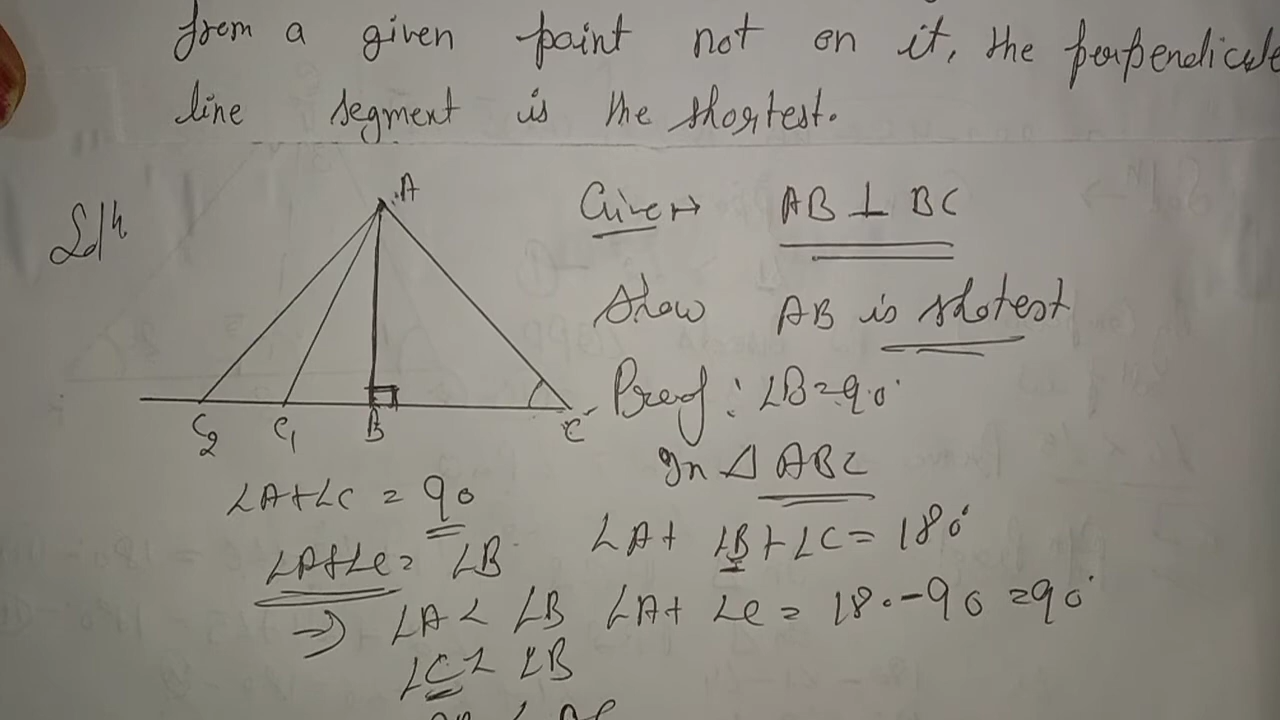 from a given point not on it, the perpendicula
line segment is the shortest.
Solⁿ
A
C₂ C₁ B C
Given → AB ⊥ BC
Show AB is shotest
Proof : ∠B = 90°
In △ ABC
∠A + ∠B + ∠C = 180°
∠A + ∠C = 180 - 90 = 90°
∠A + ∠C = 90
∠A + ∠C = ∠B
⇒ ∠A < ∠B
∠C < ∠B